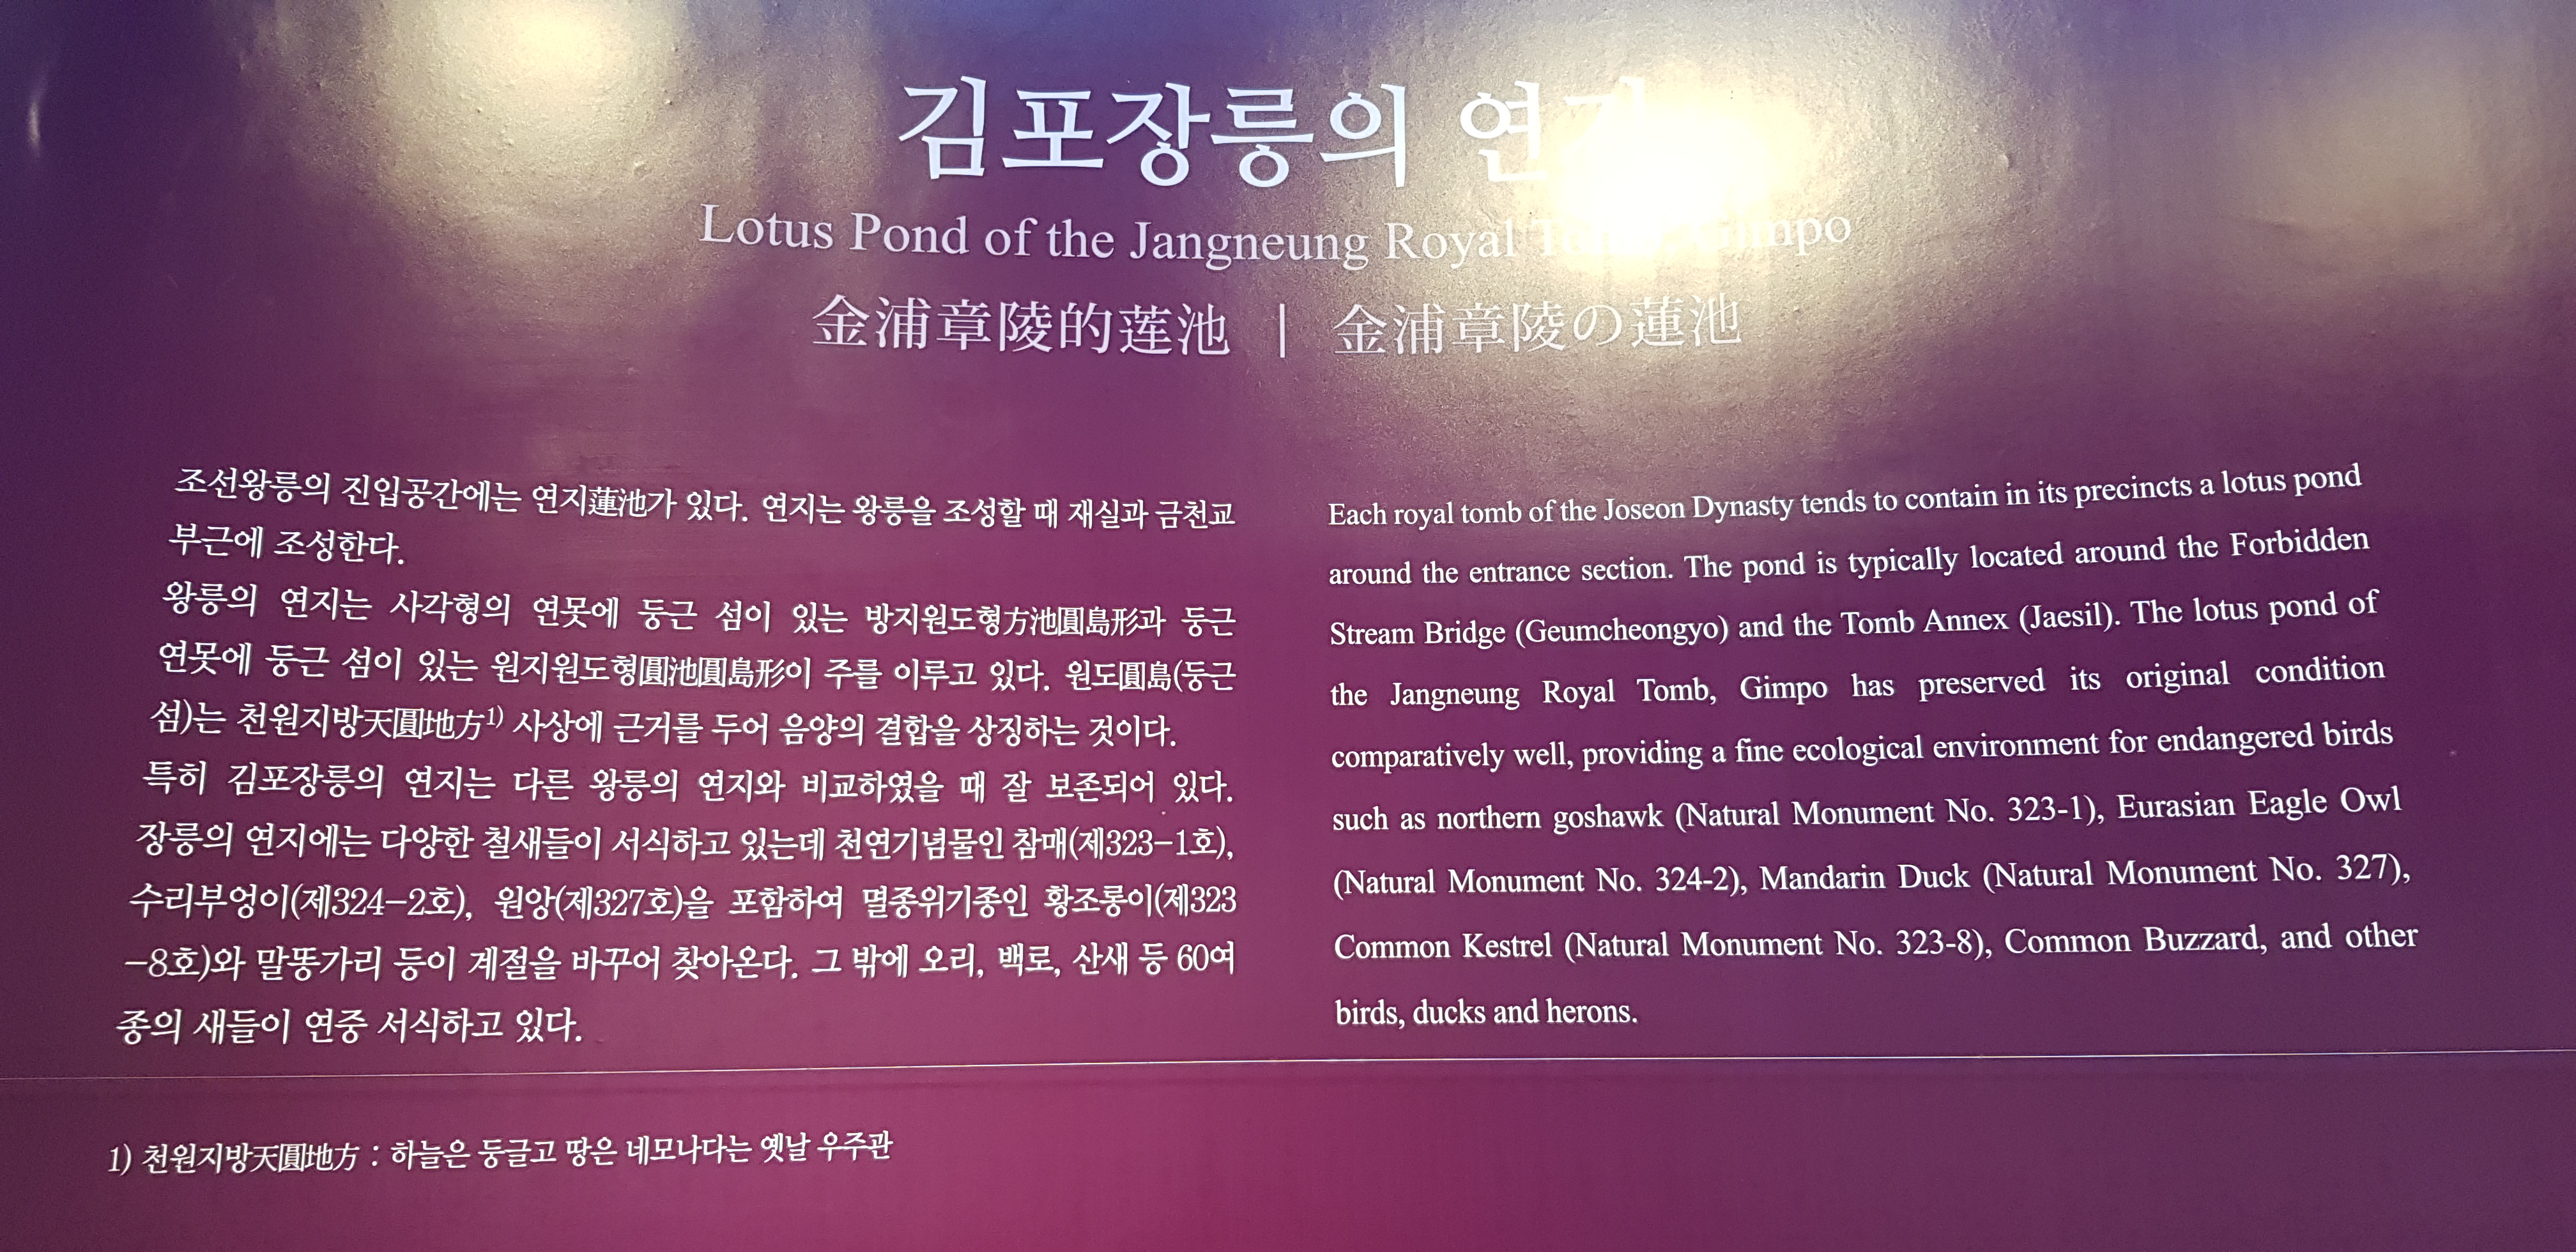 김포장릉의 연지
Lotus Pond of the Jangneung Royal Tomb, Gimpo
金浦章陵的莲池 | 金浦章陵の蓮池
조선왕릉의 진입공간에는 연지蓮池가 있다. 연지는 왕릉을 조성할 때 재실과 금천교
부근에 조성한다.
왕릉의 연지는 사각형의 연못에 둥근 섬이 있는 방지원도형方池圓島形과 둥근
연못에 둥근 섬이 있는 원지원도형圓池圓島形이 주를 이루고 있다. 원도圓島(둥근
섬)는 천원지방天圓地方1) 사상에 근거를 두어 음양의 결합을 상징하는 것이다.
특히 김포장릉의 연지는 다른 왕릉의 연지와 비교하였을 때 잘 보존되어 있다.
장릉의 연지에는 다양한 철새들이 서식하고 있는데 천연기념물인 참매(제323-1호),
수리부엉이(제324-2호), 원앙(제327호)을 포함하여 멸종위기종인 황조롱이(제323
-8호)와 말똥가리 등이 계절을 바꾸어 찾아온다. 그 밖에 오리, 백로, 산새 등 60여
종의 새들이 연중 서식하고 있다.
Each royal tomb of the Joseon Dynasty tends to contain in its precincts a lotus pond
around the entrance section. The pond is typically located around the Forbidden
Stream Bridge (Geumcheongyo) and the Tomb Annex (Jaesil). The lotus pond of
the Jangneung Royal Tomb, Gimpo has preserved its original condition
comparatively well, providing a fine ecological environment for endangered birds
such as northern goshawk (Natural Monument No. 323-1), Eurasian Eagle Owl
(Natural Monument No. 324-2), Mandarin Duck (Natural Monument No. 327),
Common Kestrel (Natural Monument No. 323-8), Common Buzzard, and other
birds, ducks and herons.
1) 천원지방天圓地方 : 하늘은 둥글고 땅은 네모나다는 옛날 우주관